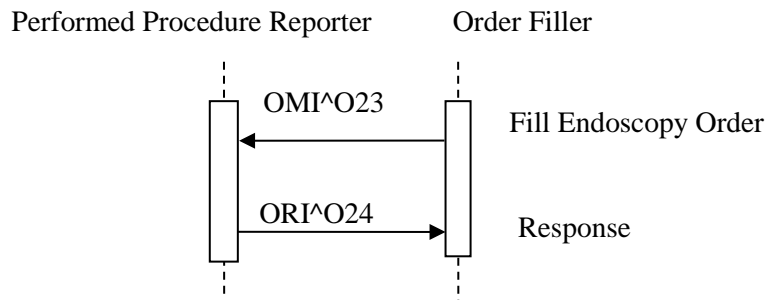 Performed Procedure Reporter
Order Filler
OMI^O23
Fill Endoscopy Order
ORI^O24
Response